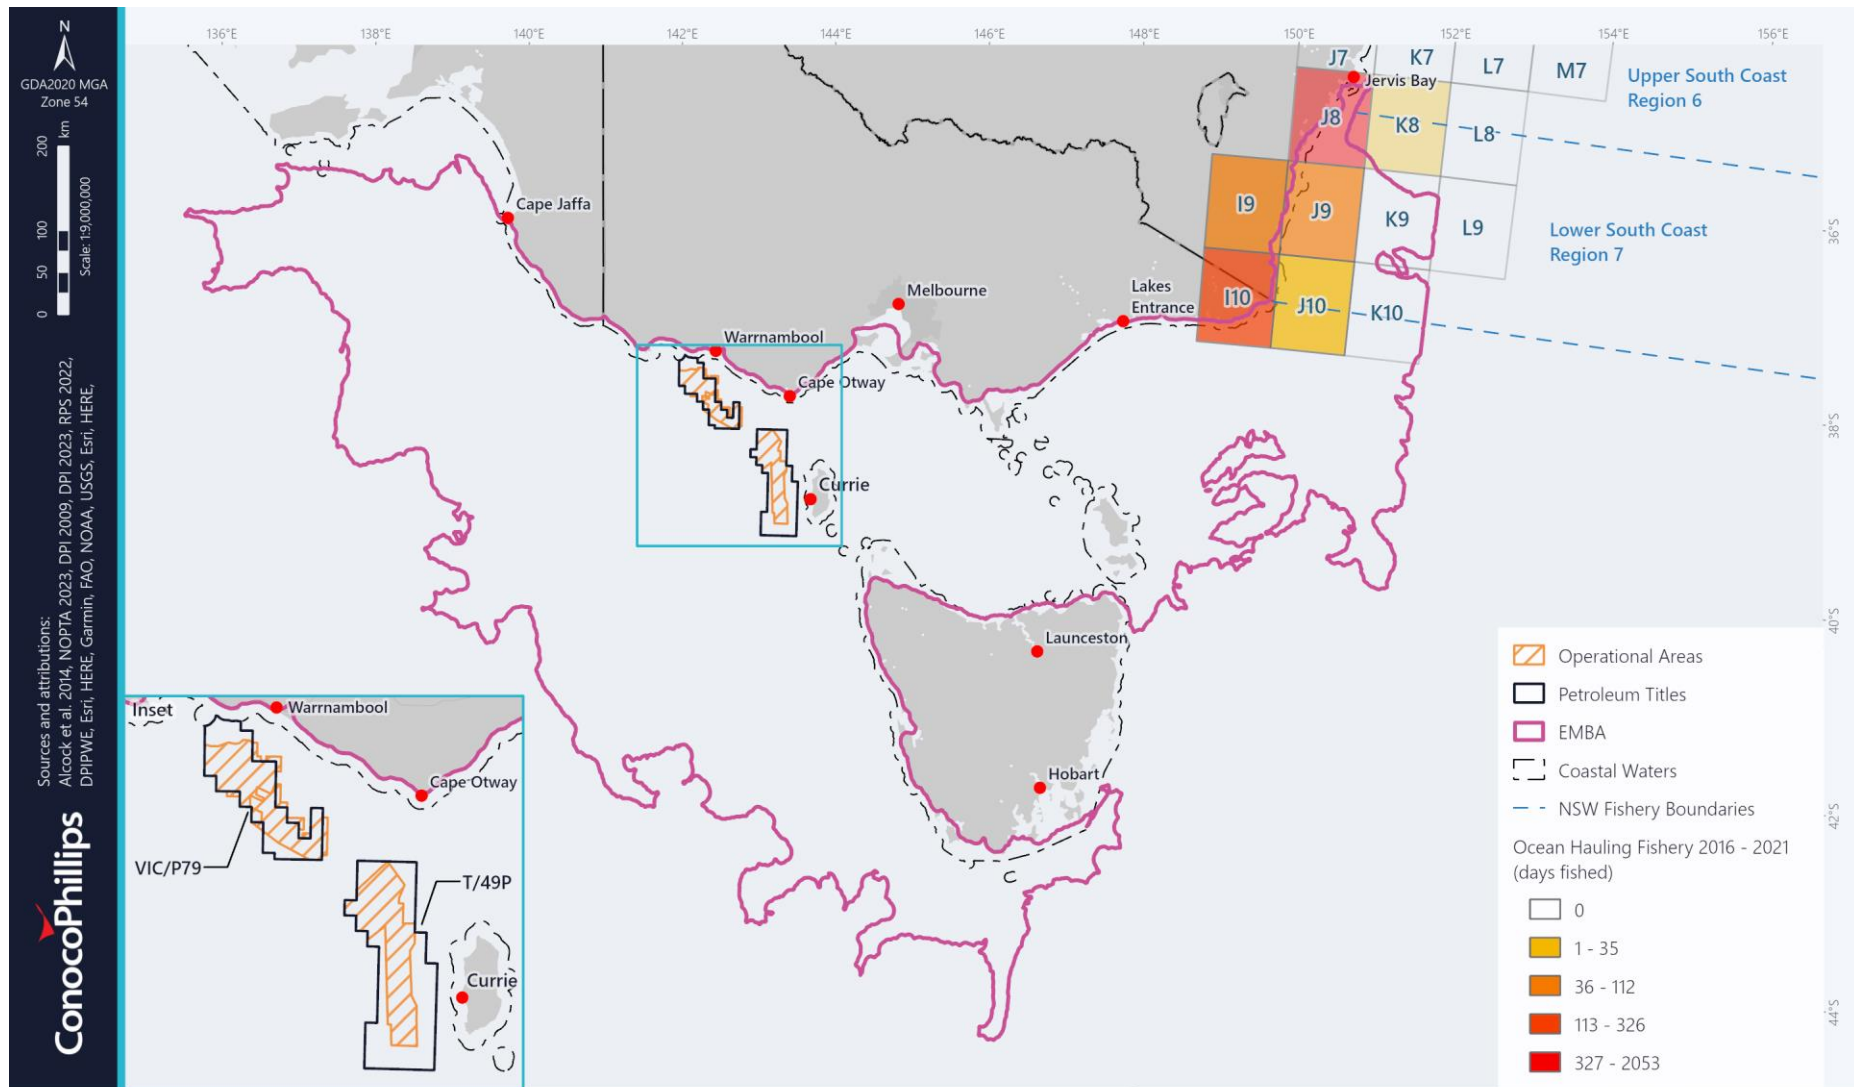 N
GDA2020 MGA
Zone 54
0 50 100 200 km
Scale: 1:9,000,000
Sources and attributions:
Alcock et al. 2014, NOPTA 2023, DPI 2009, DPI 2023, RPS 2022,
DPIPWE, Esri, HERE, Garmin, FAO, NOAA, USGS, Esri, HERE,
ConocoPhillips
136°E 138°E 140°E 142°E 144°E 146°E 148°E 150°E 152°E 154°E 156°E
J7 K7 L7 M7
Jervis Bay
Upper South Coast
Region 6
J8 K8 L8
Cape Jaffa
I9 J9 K9 L9
36°S
Lower South Coast
Region 7
Melbourne
Lakes
Entrance
I10 J10 K10
Warrnambool
Cape Otway
38°S
Currie
40°S
Launceston
Hobart
42°S
44°S
Inset
Warrnambool
Cape Otway
VIC/P79
T/49P
Currie
Operational Areas
Petroleum Titles
EMBA
Coastal Waters
NSW Fishery Boundaries
Ocean Hauling Fishery 2016 - 2021
(days fished)
0
1 - 35
36 - 112
113 - 326
327 - 2053